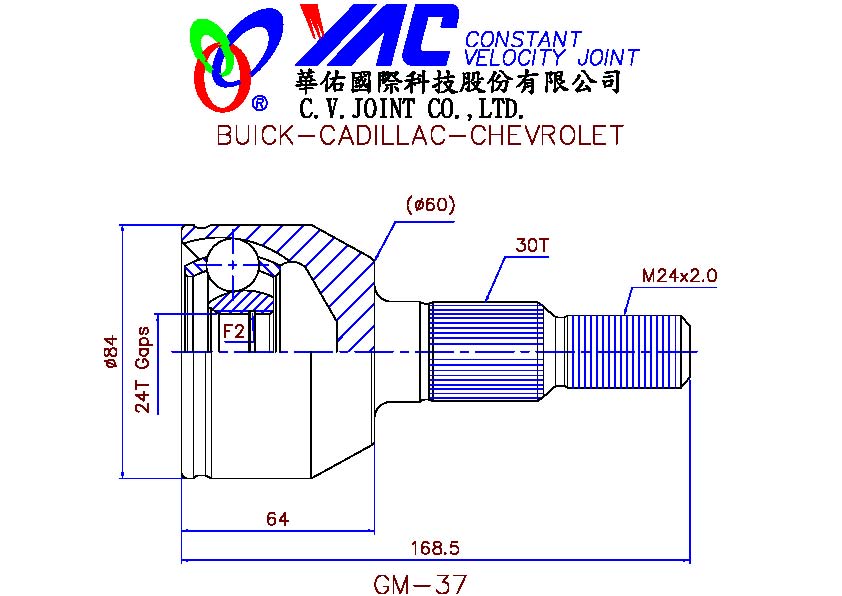 YAC CONSTANT
VELOCITY JOINT
華佑國際科技股份有限公司
®
C.V.JOINT CO.,LTD.
BUICK-CADILLAC-CHEVROLET
(ø60)
30T
M24x2.0
F2
ø84
24T Gaps
64
168.5
GM-37